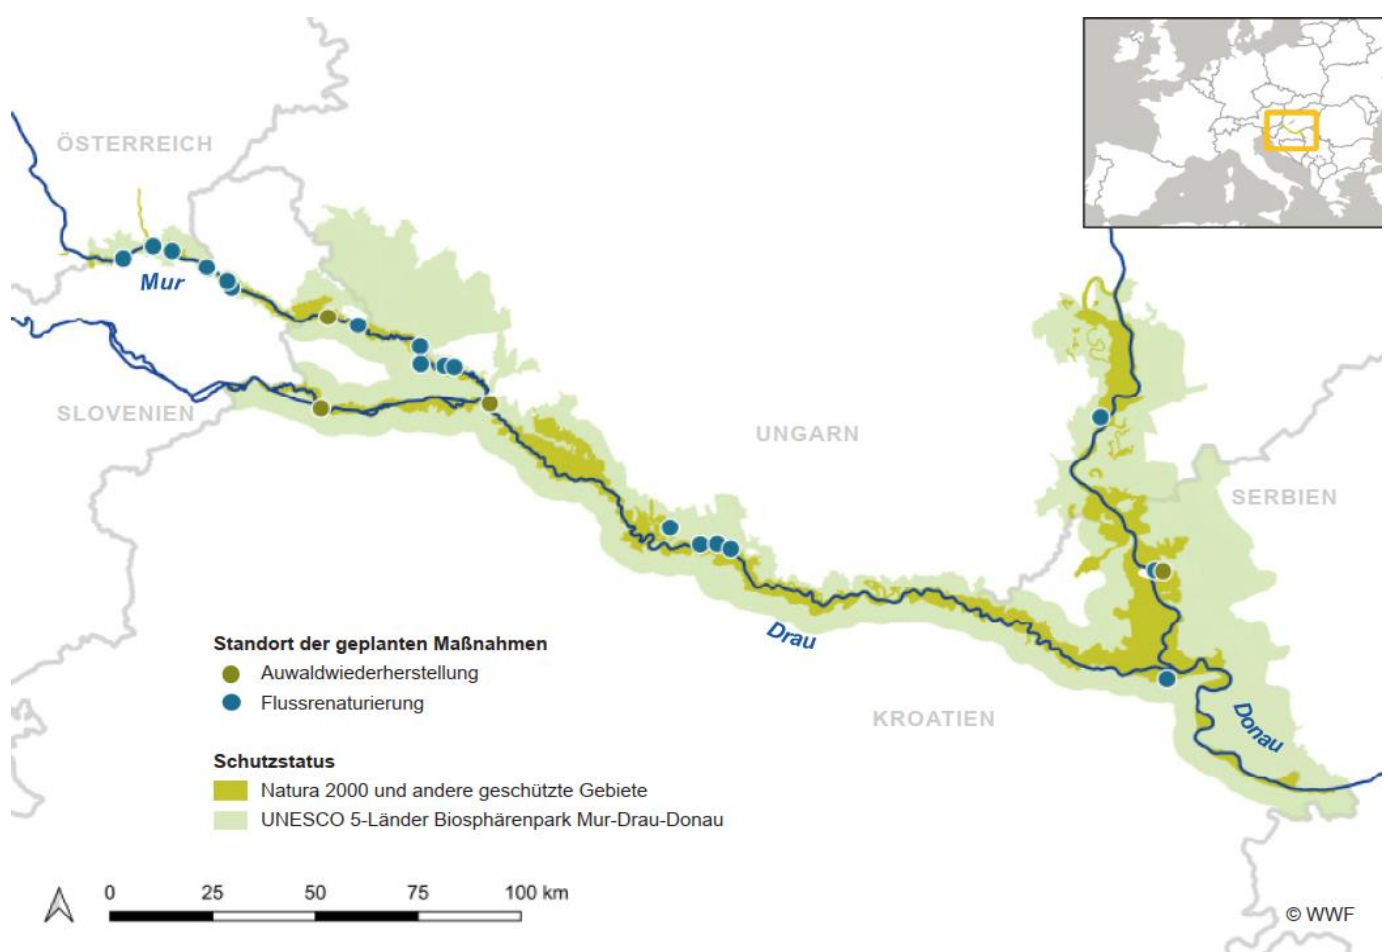 ÖSTERREICH
Mur
SLOVENIEN
UNGARN
SERBIEN
Drau
KROATIEN
Donau
Standort der geplanten Maßnahmen
Auwaldwiederherstellung
Flussrenaturierung
Schutzstatus
Natura 2000 und andere geschützte Gebiete
UNESCO 5-Länder Biosphärenpark Mur-Drau-Donau
0 25 50 75 100 km
© WWF